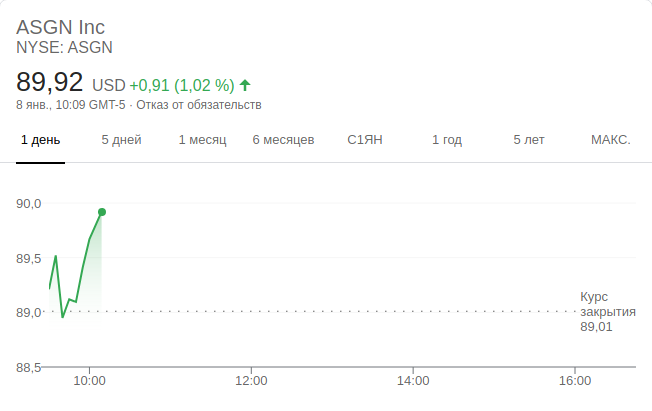 ASGN Inc
NYSE: ASGN
89,92 USD +0,91 (1,02 %)
8 янв., 10:09 GMT-5 · Отказ от обязательств
1 день 5 дней 1 месяц 6 месяцев С1ЯН 1 год 5 лет МАКС.
90,0
89,5
89,0
88,5
Курс
закрытия
89,01
10:00 12:00 14:00 16:00